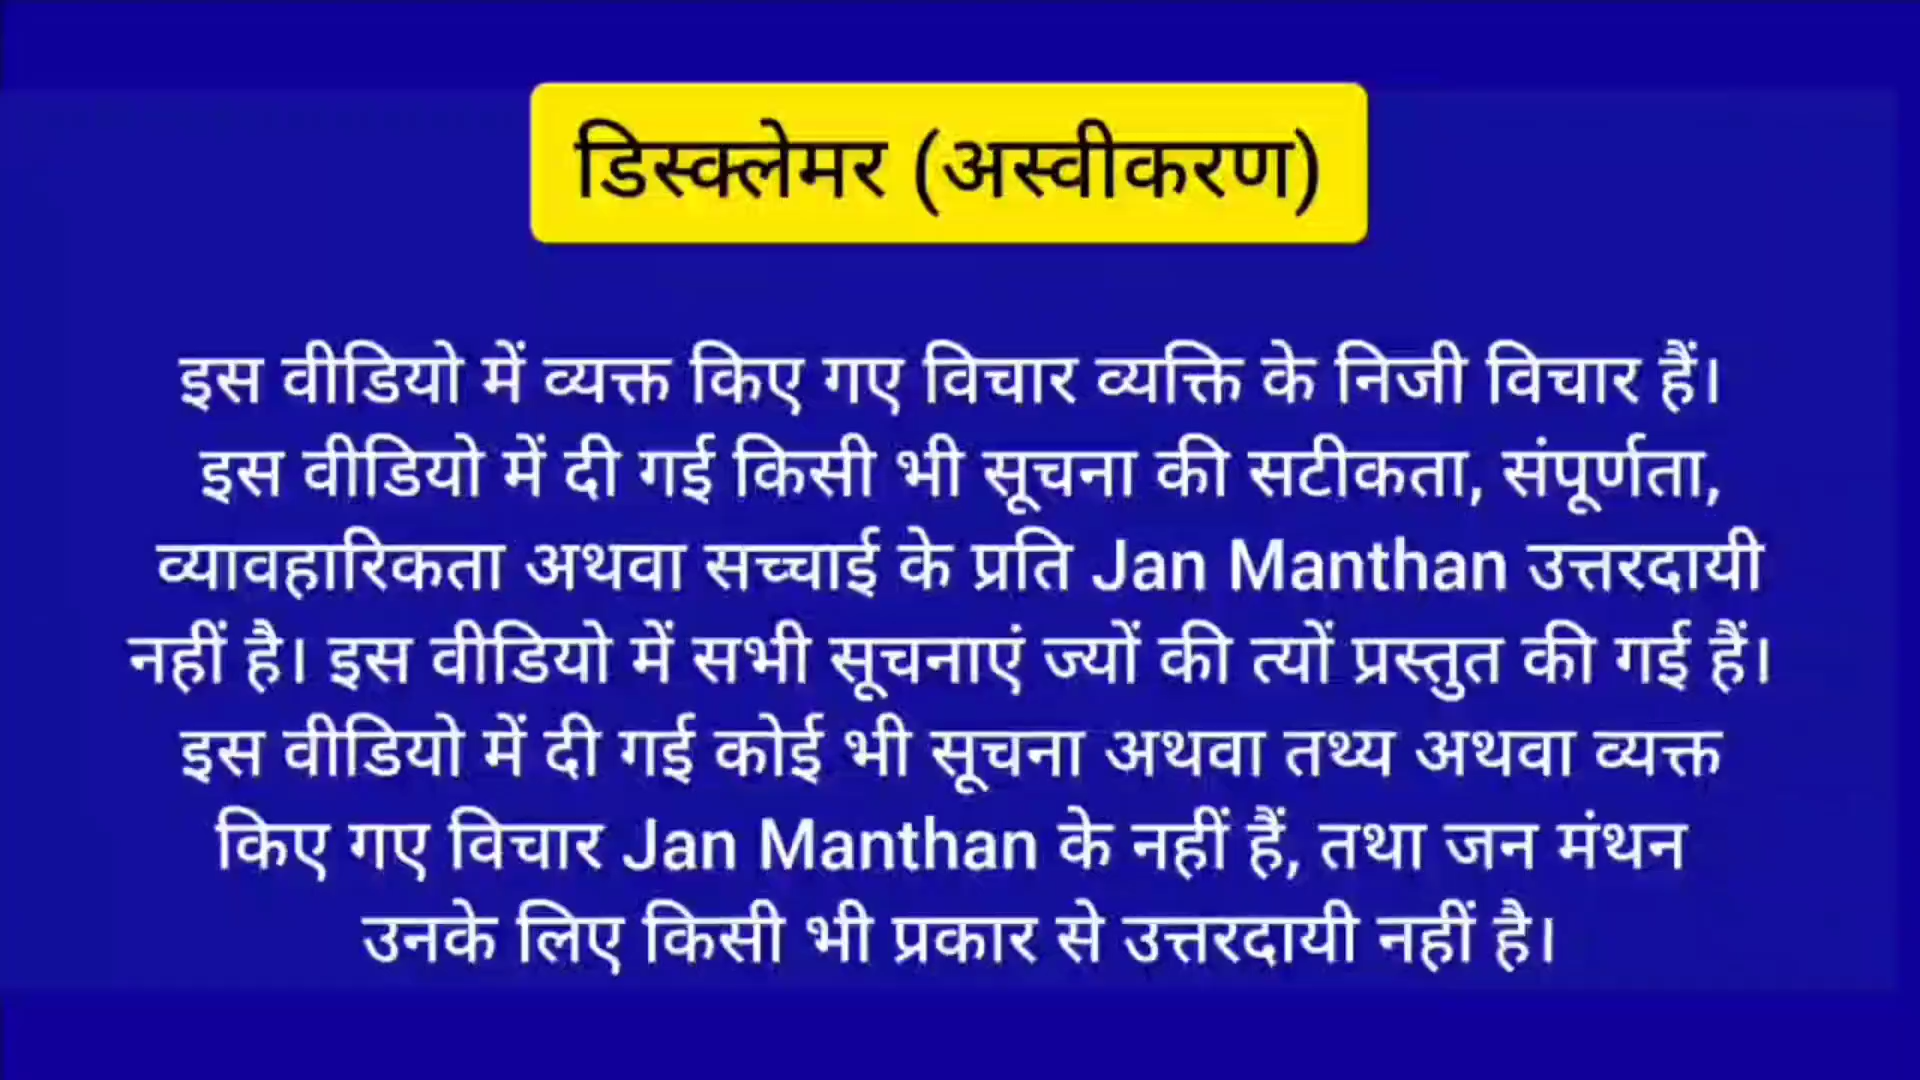 डिस्क्लेमर (अस्वीकरण)
इस वीडियो में व्यक्त किए गए विचार व्यक्ति के निजी विचार हैं।
इस वीडियो में दी गई किसी भी सूचना की सटीकता, संपूर्णता,
व्यावहारिकता अथवा सच्चाई के प्रति Jan Manthan उत्तरदायी
नहीं है। इस वीडियो में सभी सूचनाएं ज्यों की त्यों प्रस्तुत की गई हैं।
इस वीडियो में दी गई कोई भी सूचना अथवा तथ्य अथवा व्यक्त
किए गए विचार Jan Manthan के नहीं हैं, तथा जन मंथन
उनके लिए किसी भी प्रकार से उत्तरदायी नहीं है।